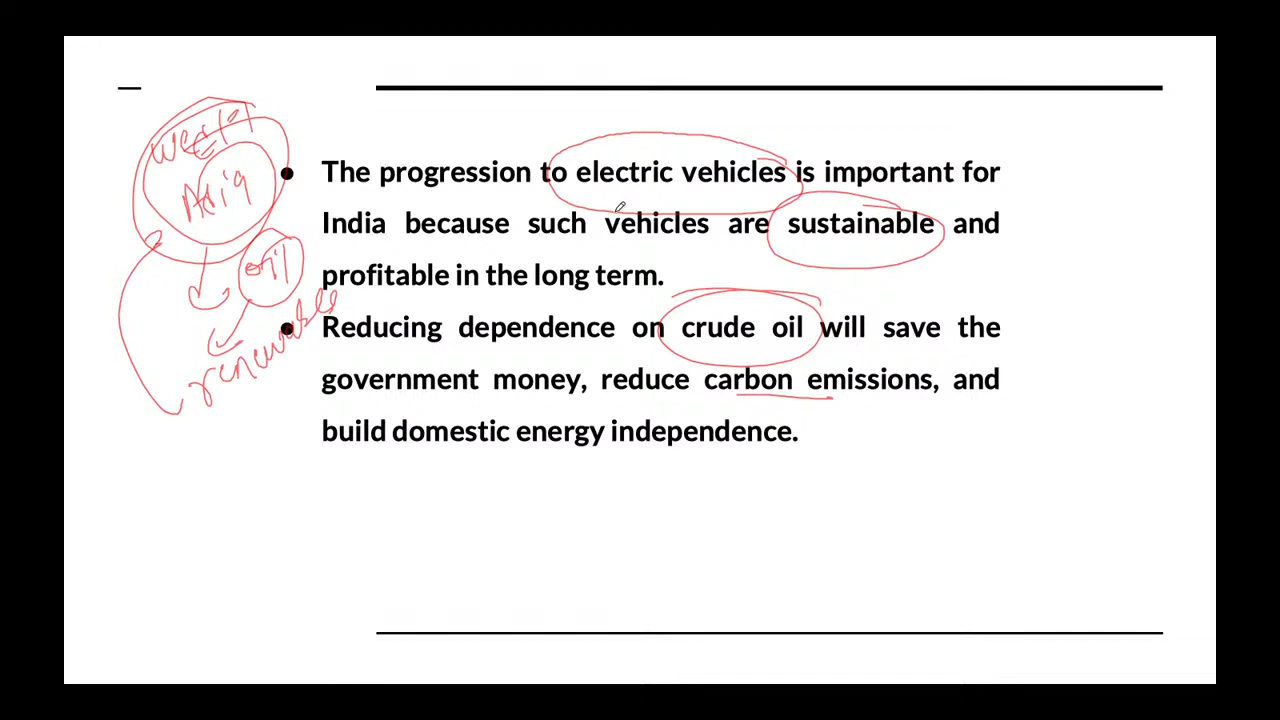 West
Asia
oil
renewable
● The progression to electric vehicles is important for
India because such vehicles are sustainable and
profitable in the long term.
● Reducing dependence on crude oil will save the
government money, reduce carbon emissions, and
build domestic energy independence.